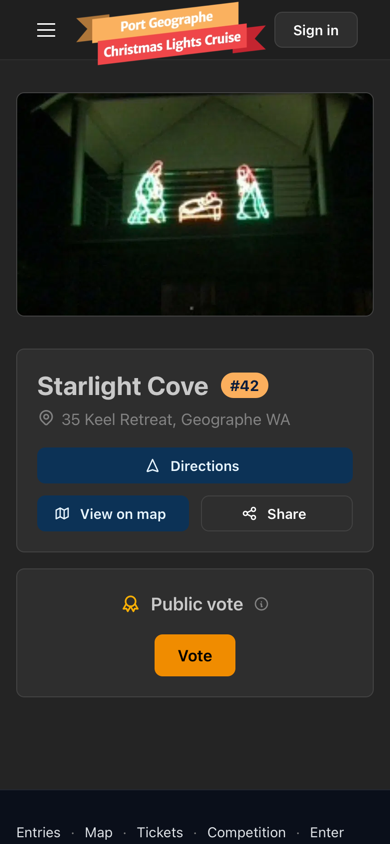 Port Geographe
Christmas Lights Cruise
Sign in
Starlight Cove #42
35 Keel Retreat, Geographe WA
Directions
View on map
Share
Public vote
Vote
Entries · Map · Tickets · Competition · Enter